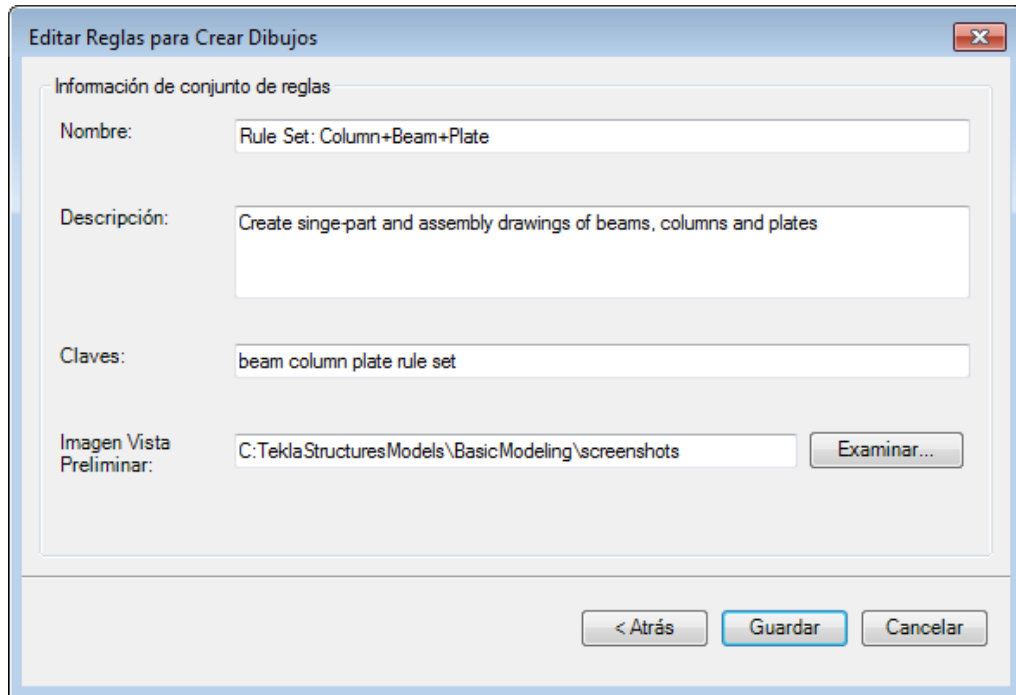 Editar Reglas para Crear Dibujos
Información de conjunto de reglas
Nombre:
Rule Set: Column+Beam+Plate
Descripción:
Create singe-part and assembly drawings of beams, columns and plates
Claves:
beam column plate rule set
Imagen Vista
Preliminar:
C:TeklaStructuresModels\BasicModeling\screenshots
Examinar...
< Atrás
Guardar
Cancelar